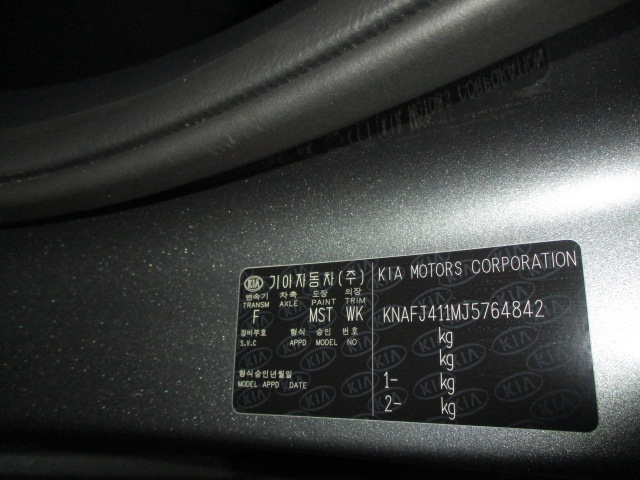 KIA 기아자동차(주)
변속기 차축 도장 의장
TRANSM AXLE PAINT TRIM
F MST WK
정비부호 형식 승인 번호
S.V.C APPD MODEL NO
형식승인년월일
MODEL APPD DATE
KIA MOTORS CORPORATION
KNAFJ411MJ5764842
kg
kg
1- kg
2- kg